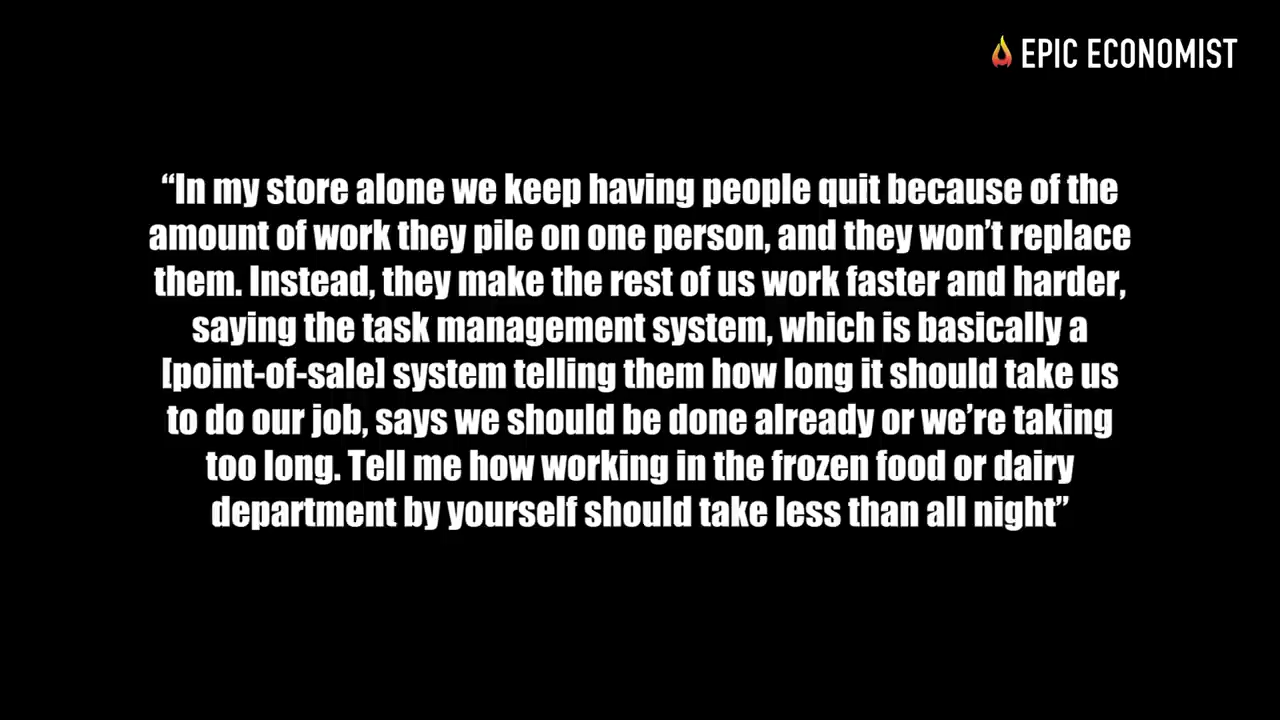 EPIC ECONOMIST
“In my store alone we keep having people quit because of the
amount of work they pile on one person, and they won’t replace
them. Instead, they make the rest of us work faster and harder,
saying the task management system, which is basically a
[point-of-sale] system telling them how long it should take us
to do our job, says we should be done already or we’re taking
too long. Tell me how working in the frozen food or dairy
department by yourself should take less than all night”